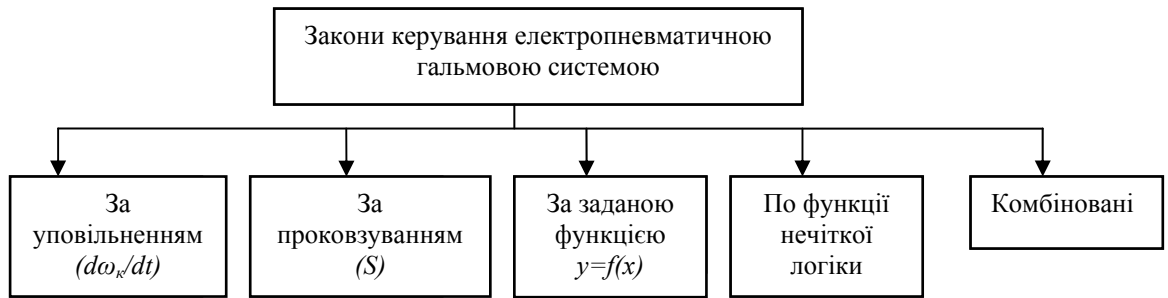 Закони керування електропневматичною
гальмовою системою
За
уповільненням
(dωк/dt)
За
проковзуванням
(S)
За заданою
функцією
y=f(x)
По функції
нечіткої
логіки
Комбіновані